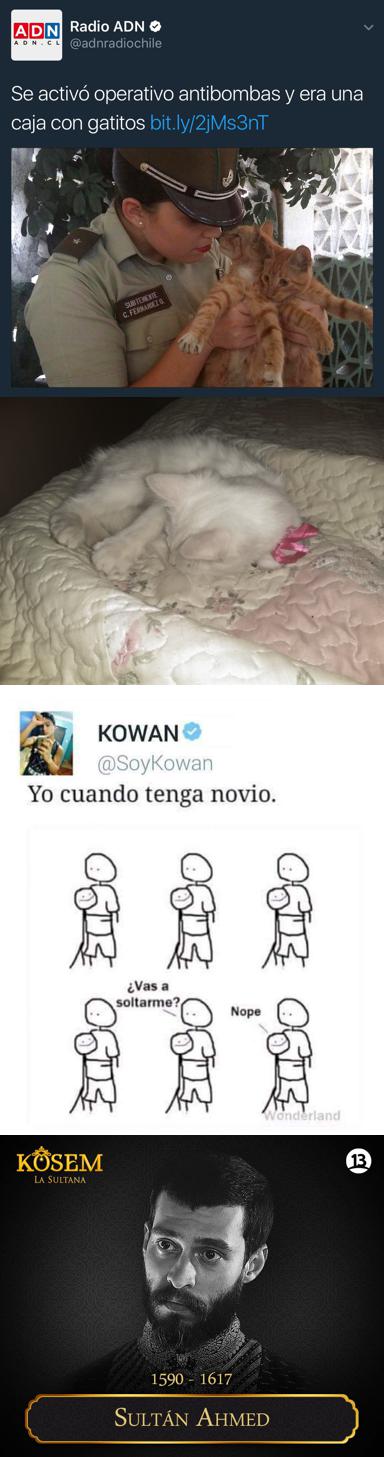 ADN
ADN.CL
Radio ADN
@adnradiochile
Se activó operativo antibombas y era una
caja con gatitos bit.ly/2jMs3nT
SUBTENIENTE
C. FERNANDEZ O.
KOWAN
@SoyKowan
Yo cuando tenga novio.
¿Vas a
soltarme?
Nope
Wonderland
KÖSEM
LA SULTANA
13
1590 - 1617
SULTÁN AHMED